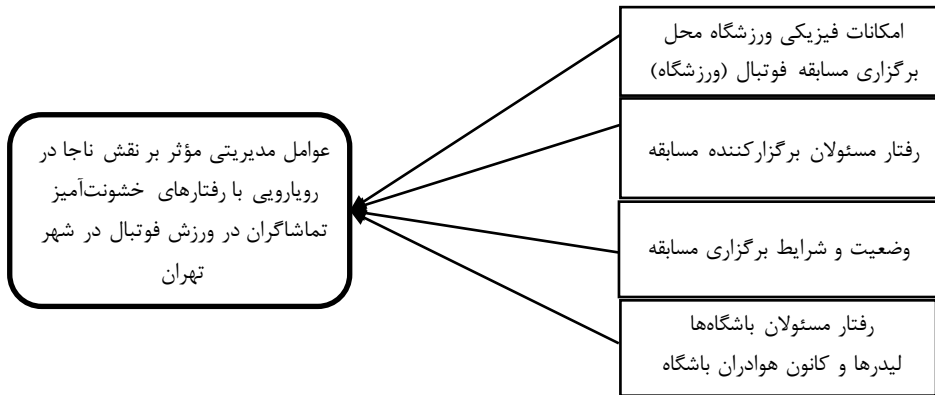 امکانات فیزیکی ورزشگاه محل
برگزاری مسابقه فوتبال (ورزشگاه)
رفتار مسئولان برگزارکننده مسابقه
وضعیت و شرایط برگزاری مسابقه
رفتار مسئولان باشگاه‌ها
لیدرها و کانون هوادران باشگاه
عوامل مدیریتی مؤثر بر نقش ناجا در
رویارویی با رفتارهای خشونت‌آمیز
تماشاگران در ورزش فوتبال در شهر
تهران